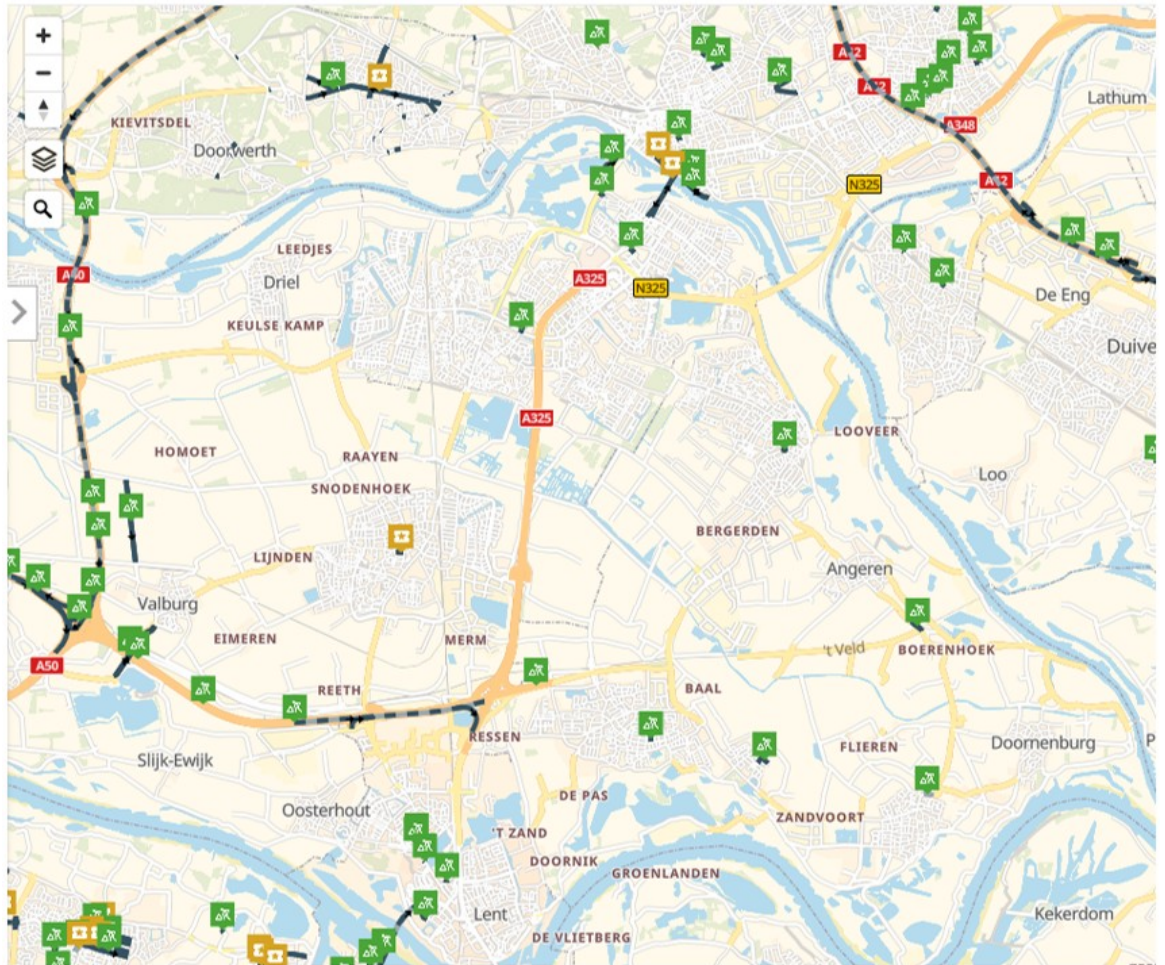 +
A12
−
A12
Lathum
KIEVITSDEL
A348
Doorwerth
A12
N325
LEEDJES
A50
A325
Driel
N325
De Eng
KEULSE KAMP
Duive
A325
LOOVEER
HOMOET
RAAYEN
Loo
SNODENHOEK
BERGERDEN
LIJNDEN
Angeren
Valburg
EIMEREN
MERM
't Veld
BOERENHOEK
A50
REETH
BAAL
RESSEN
FLIEREN
Doornenburg
P
Slijk-Ewijk
DE PAS
Oosterhout
ZANDVOORT
'T ZAND
DOORNIK
GROENLANDEN
Lent
Kekerdom
DE VLIETBERG